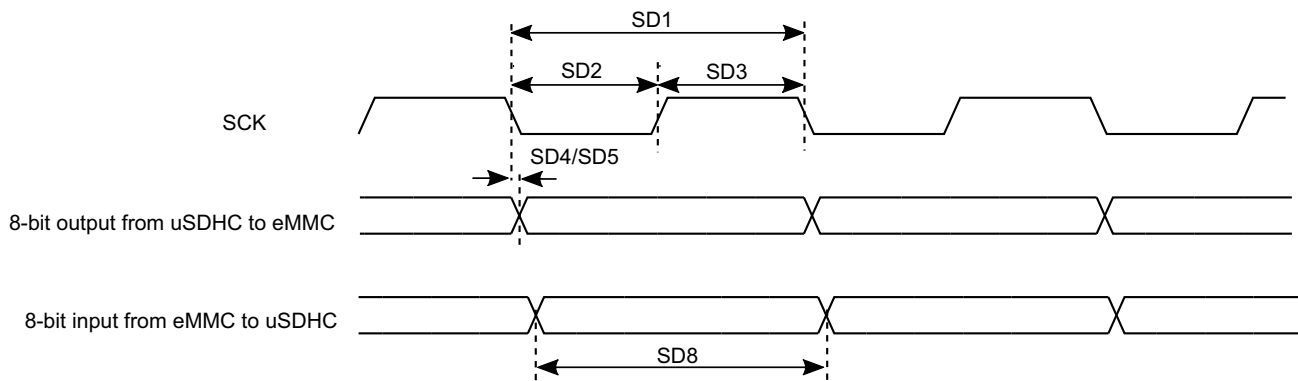 SD1
SD2
SD3
SCK
SD4/SD5
8-bit output from uSDHC to eMMC
8-bit input from eMMC to uSDHC
SD8